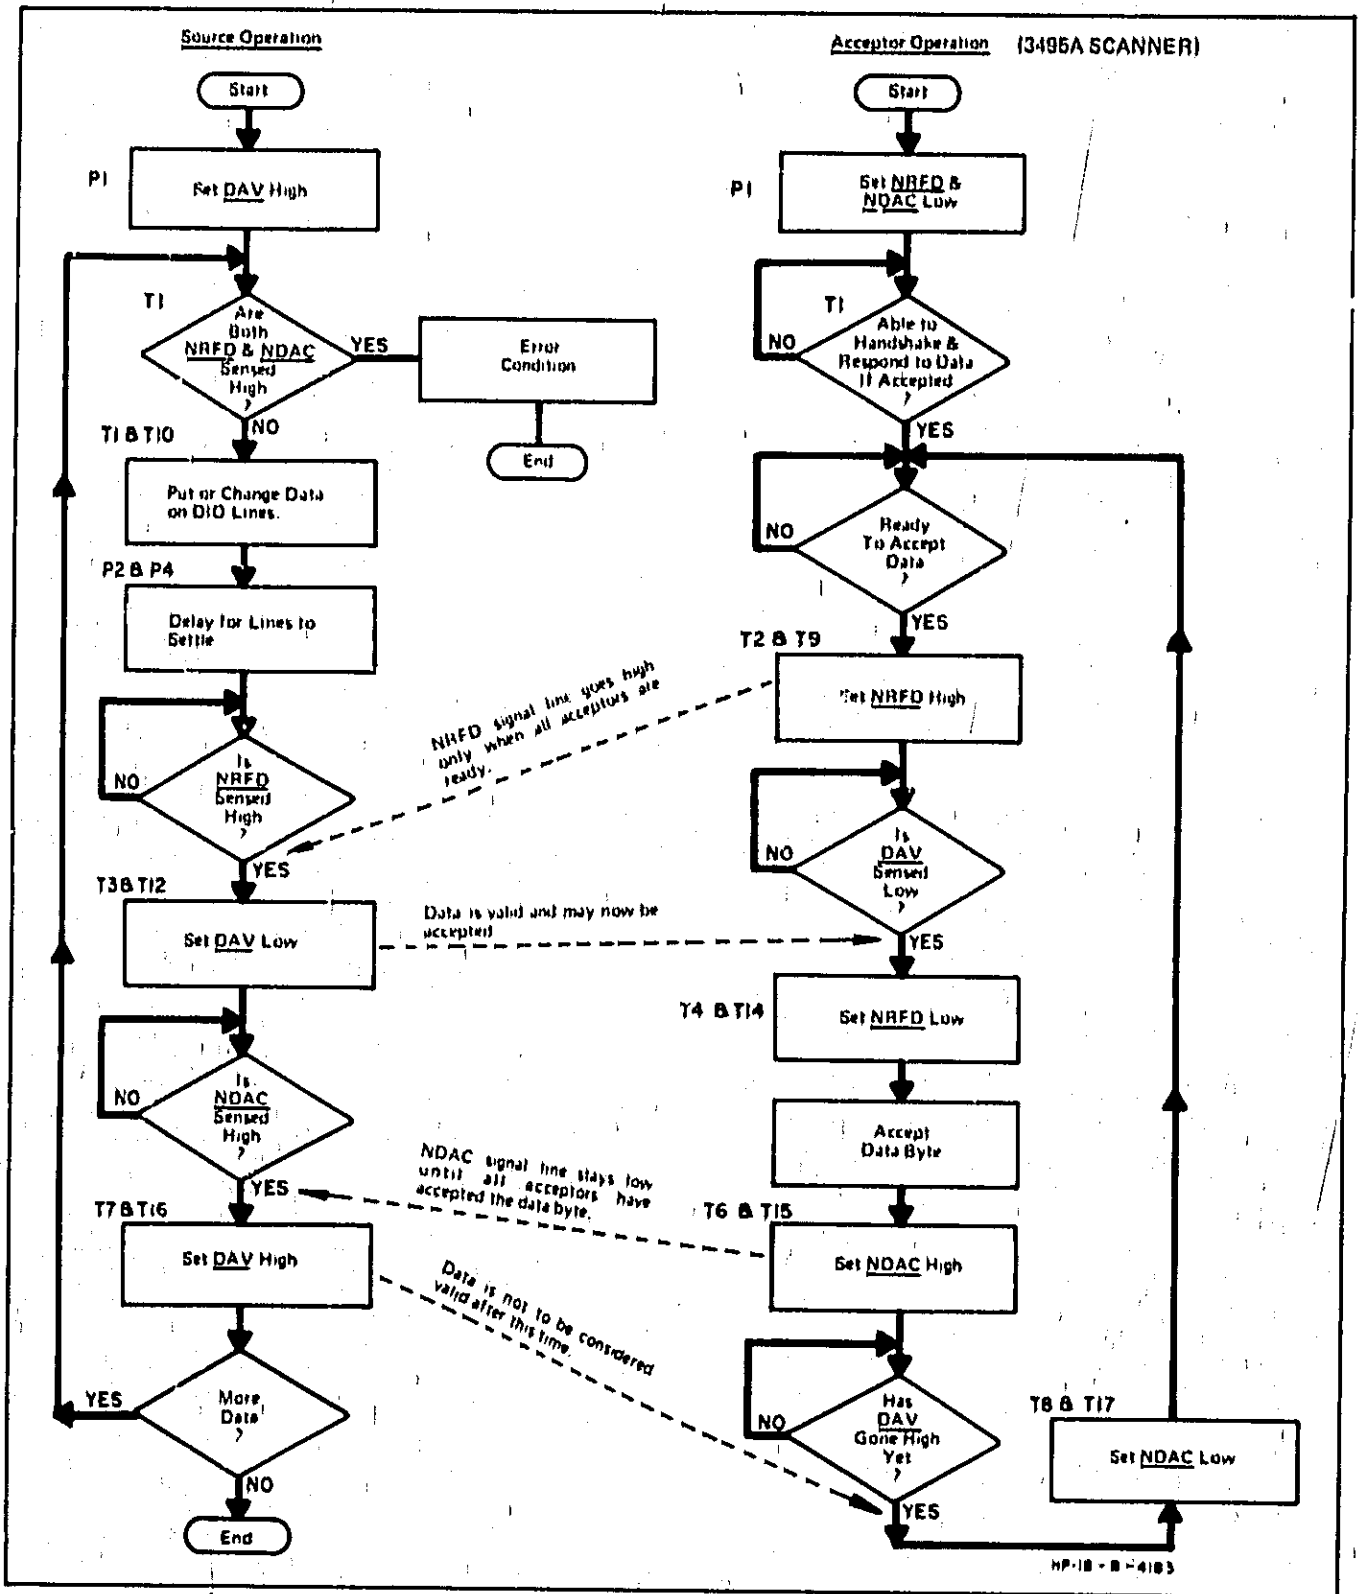 Source Operation
Start
P1
Set DAV High
T1
Are
Both
NRFD & NDAC
Sensed
High
?
YES
Error
Condition
End
NO
T1 & T10
Put or Change Data
on DIO Lines.
P2 & P4
Delay for Lines to
Settle
Is
NRFD
Sensed
High
?
NO
YES
T3 & T12
Set DAV Low
Is
NDAC
Sensed
High
?
NO
YES
T7 & T16
Set DAV High
More
Data
?
YES
NO
End
NRFD signal line goes high
only when all acceptors are
ready.
Data is valid and may now be
accepted
NDAC signal line stays low
until all acceptors have
accepted the data byte.
Data is not to be considered
valid after this time.
Acceptor Operation (3495A SCANNER)
Start
P1
Set NRFD &
NDAC Low
T1
Able to
Handshake &
Respond to Data
If Accepted
?
NO
YES
Ready
To Accept
Data
?
NO
YES
T2 & T9
Set NRFD High
Is
DAV
Sensed
Low
?
NO
YES
T4 & T14
Set NRFD Low
Accept
Data Byte
T6 & T15
Set NDAC High
Has
DAV
Gone High
Yet
?
NO
YES
T8 & T17
Set NDAC Low
HP-IB-B-4183